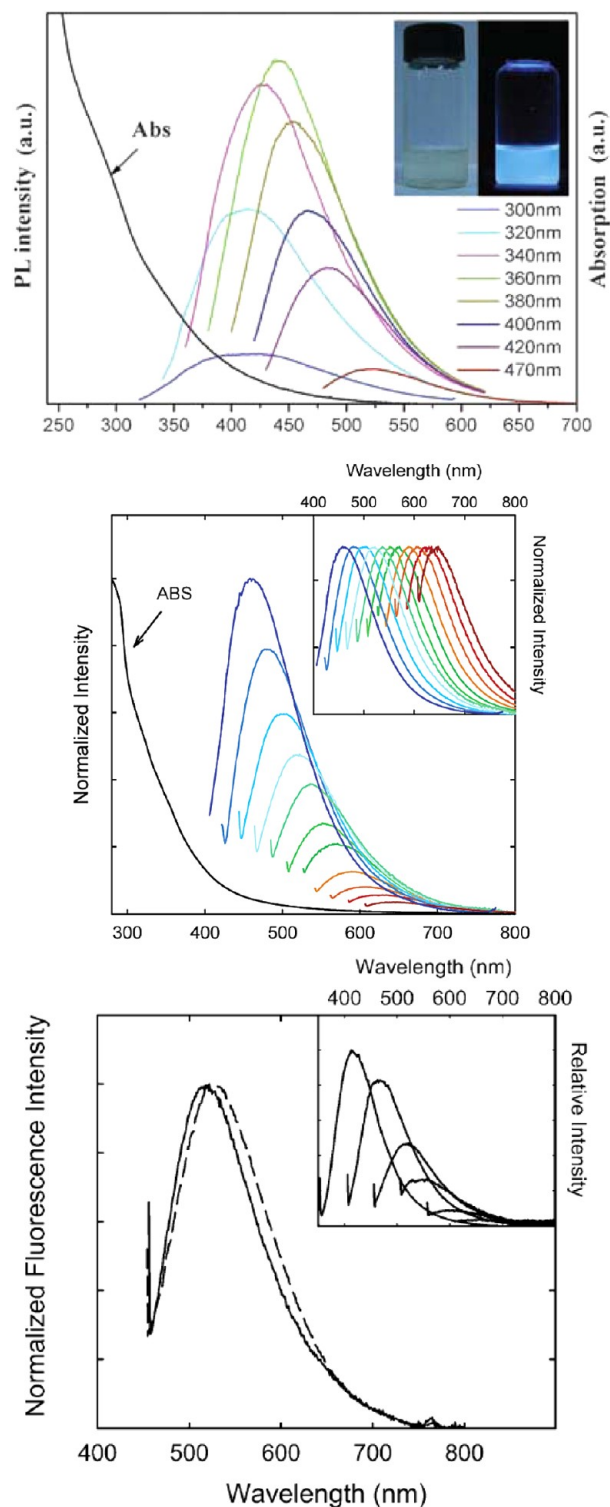 PL intensity (a.u.)
Abs
300nm
320nm
340nm
360nm
380nm
400nm
420nm
470nm
Absorption (a.u.)
250 300 350 400 450 500 550 600 650 700
Wavelength (nm)
400 500 600 700 800
Normalized Intensity
ABS
Normalized Intensity
300 400 500 600 700 800
Wavelength (nm)
400 500 600 700 800
Relative Intensity
Normalized Fluorescence Intensity
400 500 600 700 800
Wavelength (nm)